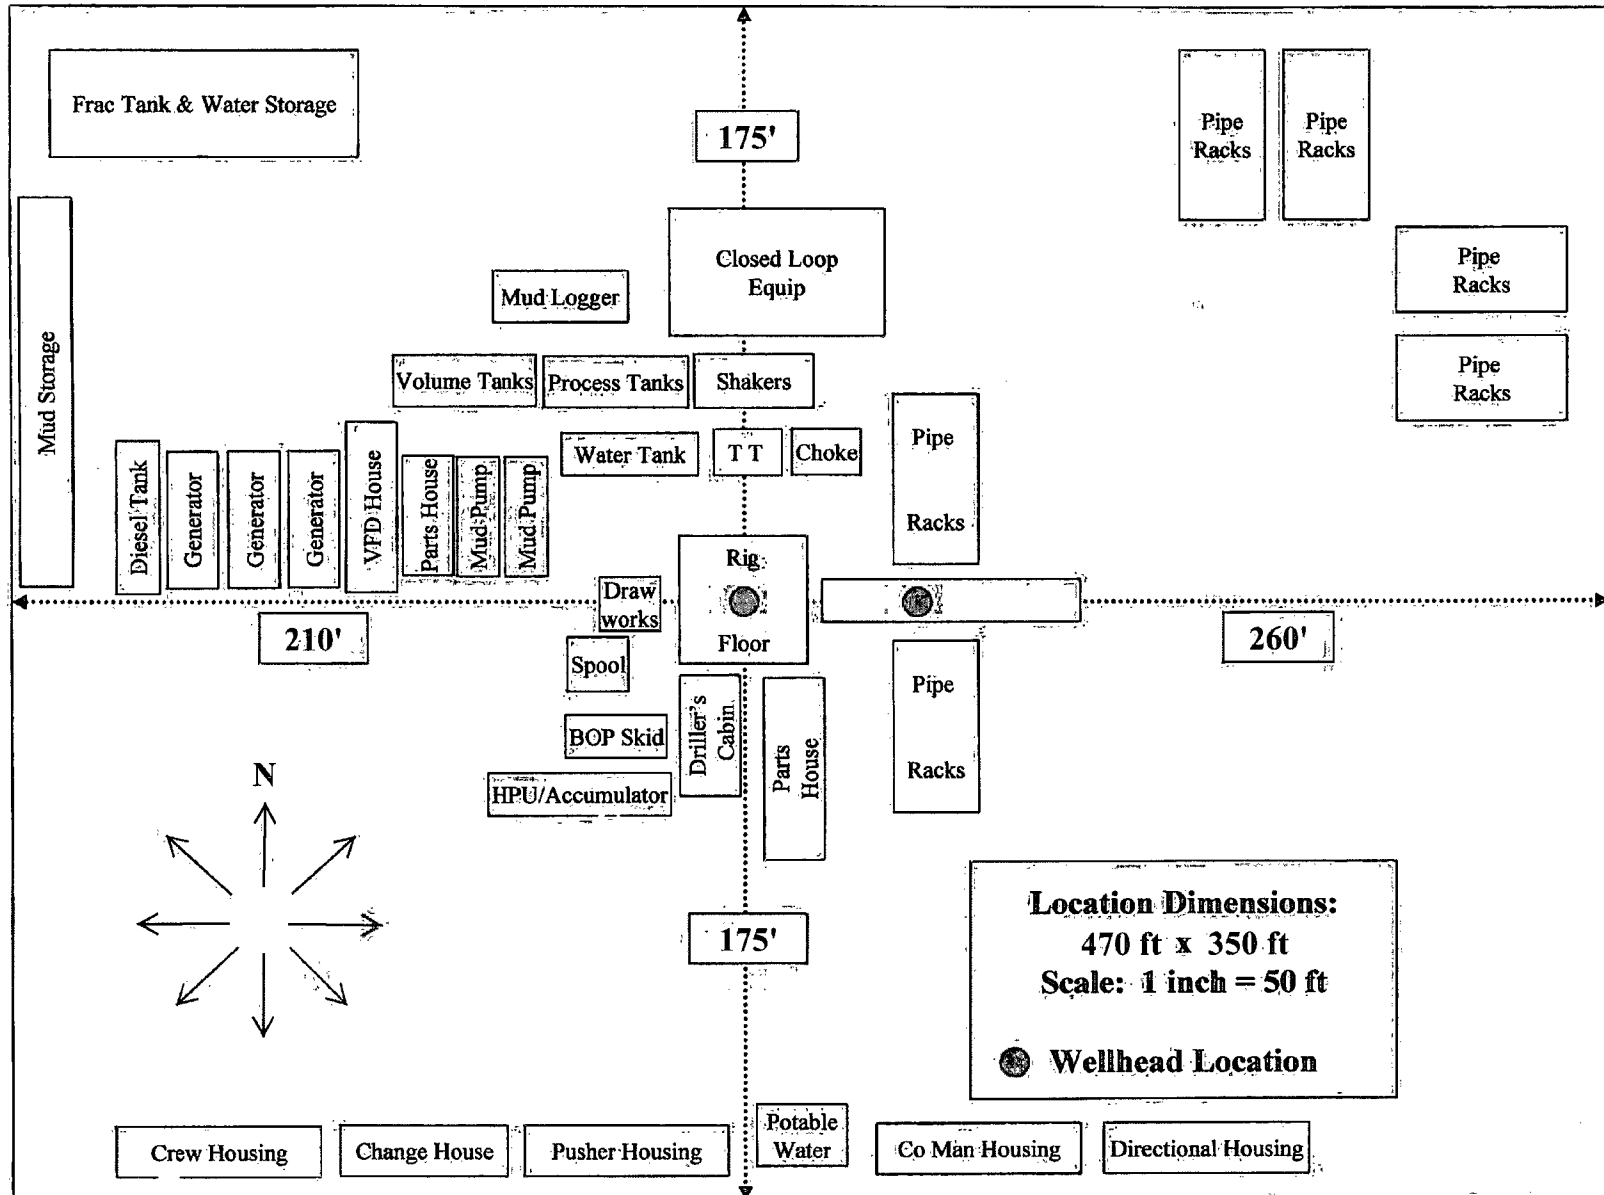 Frac Tank & Water Storage
175'
Pipe
Racks
Pipe
Racks
Closed Loop
Equip
Pipe
Racks
Mud Logger
Mud Storage
Volume Tanks
Process Tanks
Shakers
Pipe
Racks
Water Tank
T T
Choke
Pipe
Racks
Diesel Tank
Generator
Generator
Generator
VFD House
Parts House
Mud Pump
Mud Pump
Rig
Floor
Draw
works
210'
260'
Spool
Driller's
Cabin
Parts
House
Pipe
Racks
BOP Skid
HPU/Accumulator
N
175'
Location Dimensions:
470 ft x 350 ft
Scale: 1 inch = 50 ft
Wellhead Location
Crew Housing
Change House
Pusher Housing
Potable
Water
Co Man Housing
Directional Housing